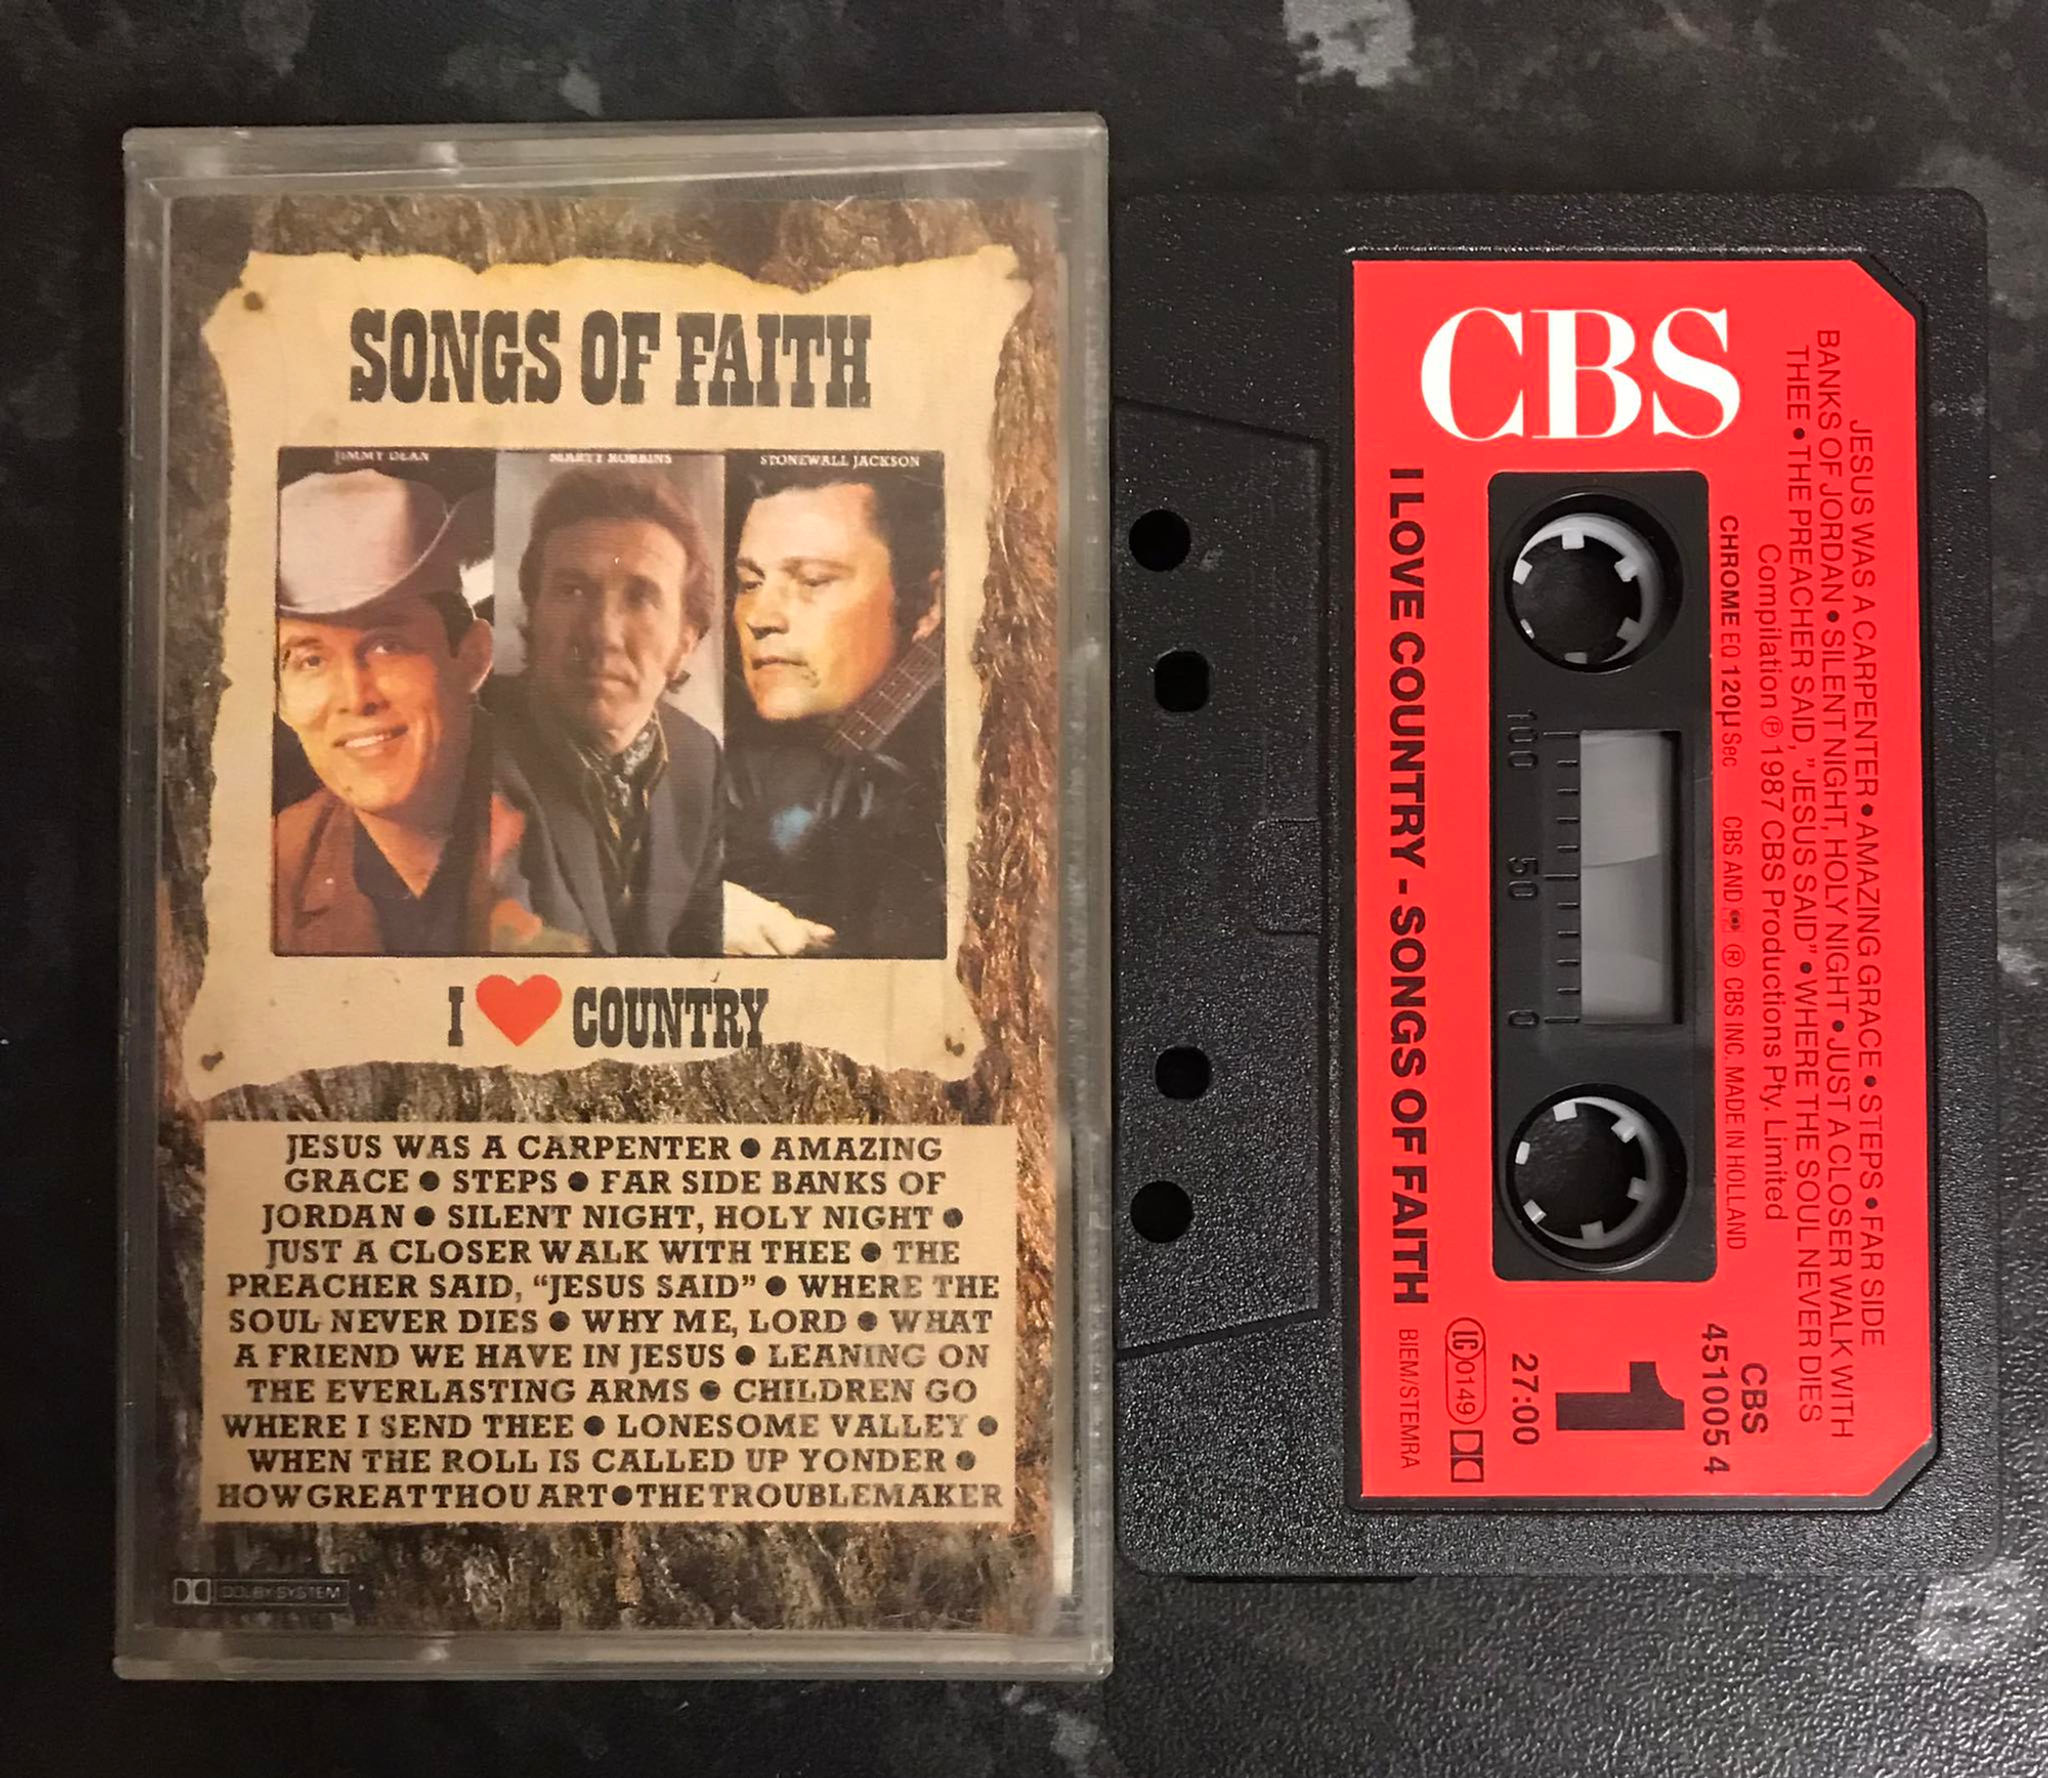 SONGS OF FAITH
JIMMY DEAN
MARTY ROBBINS
STONEWALL JACKSON
I ❤ COUNTRY
JESUS WAS A CARPENTER ● AMAZING
GRACE ● STEPS ● FAR SIDE BANKS OF
JORDAN ● SILENT NIGHT, HOLY NIGHT ●
JUST A CLOSER WALK WITH THEE ● THE
PREACHER SAID, “JESUS SAID” ● WHERE THE
SOUL NEVER DIES ● WHY ME, LORD ● WHAT
A FRIEND WE HAVE IN JESUS ● LEANING ON
THE EVERLASTING ARMS ● CHILDREN GO
WHERE I SEND THEE ● LONESOME VALLEY ●
WHEN THE ROLL IS CALLED UP YONDER ●
HOW GREAT THOU ART ● THE TROUBLEMAKER
DOLBY SYSTEM
CBS
JESUS WAS A CARPENTER ● AMAZING GRACE ● STEPS ● FAR SIDE
BANKS OF JORDAN ● SILENT NIGHT, HOLY NIGHT ● JUST A CLOSER WALK WITH
THEE ● THE PREACHER SAID, "JESUS SAID" ● WHERE THE SOUL NEVER DIES
Compilation ℗ 1987 CBS Productions Pty. Limited
CHROME EQ 120µ Sec CBS AND ® CBS INC. MADE IN HOLLAND
100 50 0
I LOVE COUNTRY - SONGS OF FAITH
CBS
451005 4
1
27:00
LC 0149
BIEM/STEMRA